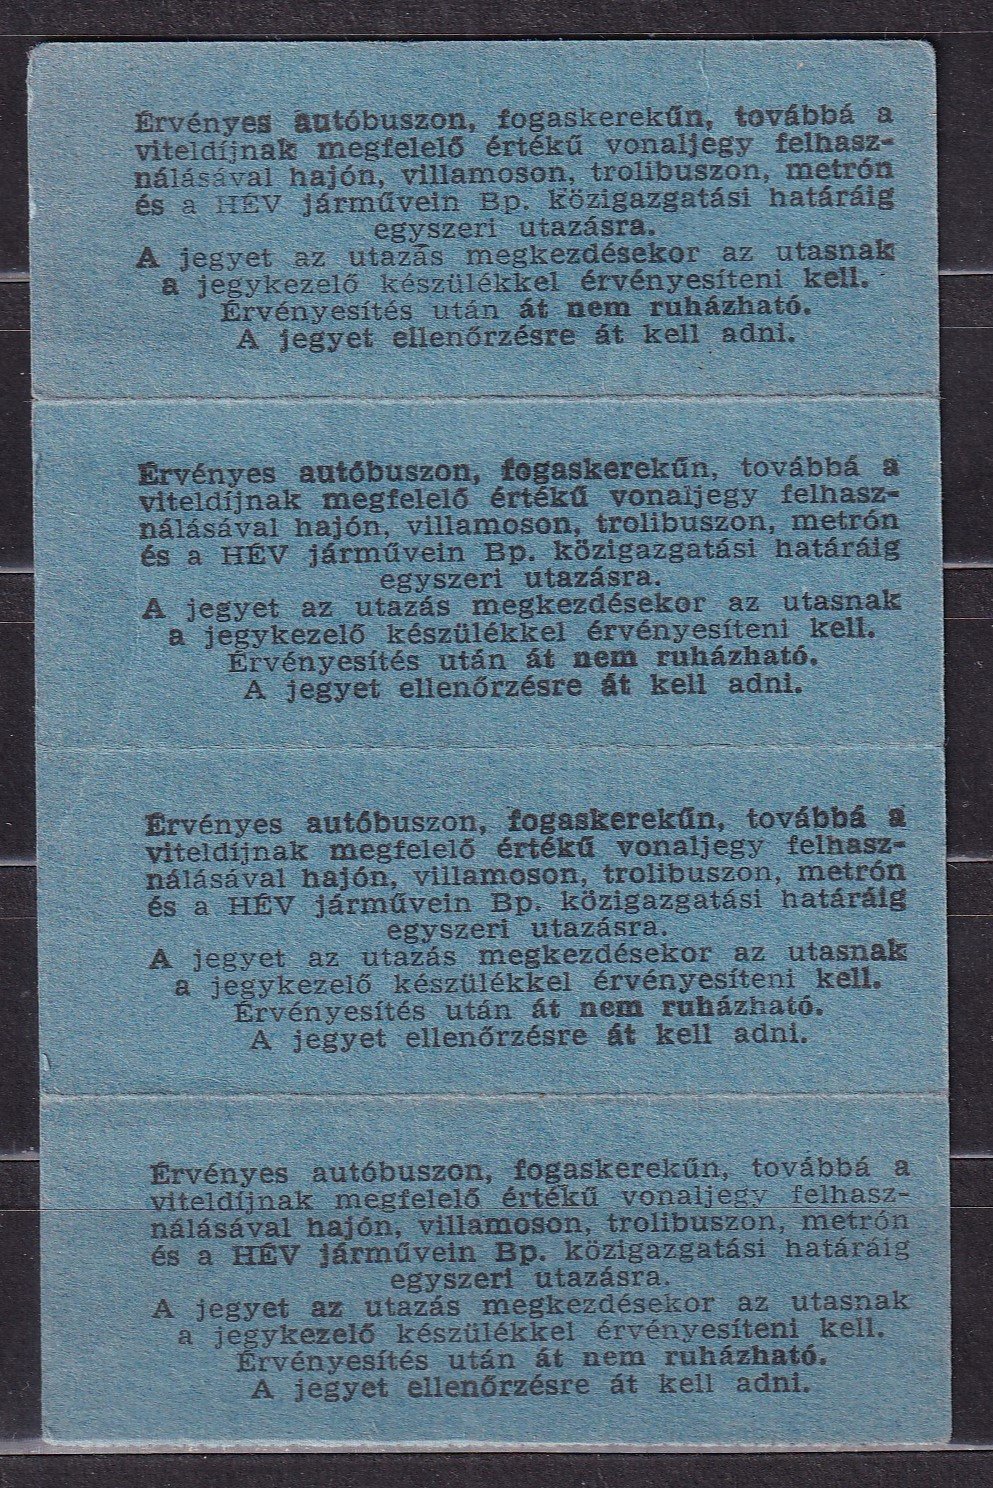 Érvényes autóbuszon, fogaskerekűn, továbbá a
viteldíjnak megfelelő értékű vonaljegy felhasz-
nálásával hajón, villamoson, trolibuszon, metrón
és a HÉV járművein Bp. közigazgatási határáig
egyszeri utazásra.
A jegyet az utazás megkezdésekor az utasnak
a jegykezelő készülékkel érvényesíteni kell.
Érvényesítés után át nem ruházható.
A jegyet ellenőrzésre át kell adni.
Érvényes autóbuszon, fogaskerekűn, továbbá a
viteldíjnak megfelelő értékű vonaljegy felhasz-
nálásával hajón, villamoson, trolibuszon, metrón
és a HÉV járművein Bp. közigazgatási határáig
egyszeri utazásra.
A jegyet az utazás megkezdésekor az utasnak
a jegykezelő készülékkel érvényesíteni kell.
Érvényesítés után át nem ruházható.
A jegyet ellenőrzésre át kell adni.
Érvényes autóbuszon, fogaskerekűn, továbbá a
viteldíjnak megfelelő értékű vonaljegy felhasz-
nálásával hajón, villamoson, trolibuszon, metrón
és a HÉV járművein Bp. közigazgatási határáig
egyszeri utazásra.
A jegyet az utazás megkezdésekor az utasnak
a jegykezelő készülékkel érvényesíteni kell.
Érvényesítés után át nem ruházható.
A jegyet ellenőrzésre át kell adni.
Érvényes autóbuszon, fogaskerekűn, továbbá a
viteldíjnak megfelelő értékű vonaljegy felhasz-
nálásával hajón, villamoson, trolibuszon, metrón
és a HÉV járművein Bp. közigazgatási határáig
egyszeri utazásra.
A jegyet az utazás megkezdésekor az utasnak
a jegykezelő készülékkel érvényesíteni kell.
Érvényesítés után át nem ruházható.
A jegyet ellenőrzésre át kell adni.